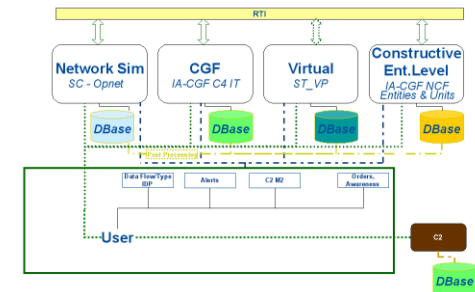 RTI
Network Sim
SC - Opnet
CGF
IA-CGF C4 IT
Virtual
ST_VP
Constructive
Ent.Level
IA-CGF NCF
Entities & Units
DBase
DBase
DBase
DBase
Post Processing
Data Flow/Type
IDP
Alerts
C2 M2
Orders,
Awareness
User
C2
DBase